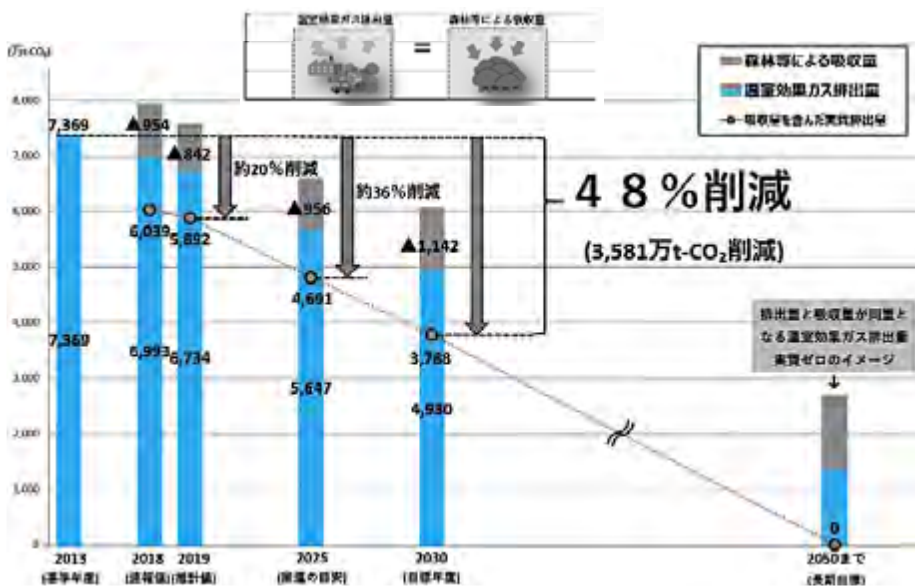 温室効果ガス排出量
=
森林等による吸収量
(万t-CO₂)
森林等による吸収量
温室効果ガス排出量
吸収量を含んだ実質排出量
8,000
7,000
6,000
5,000
4,000
3,000
2,000
1,000
0
7,369
▲954
▲842
約20%削減
▲956
約36%削減
▲1,142
48%削減
(3,581万t-CO₂削減)
6,039
5,892
4,691
3,788
7,369
6,993
6,734
5,647
4,930
排出量と吸収量が同量と
なる温室効果ガス排出量
実質ゼロのイメージ
0
2013
(基準年度)
2018
(速報値)
2019
(推計値)
2025
2030
(目標年度)
2050まで
(長期目標)